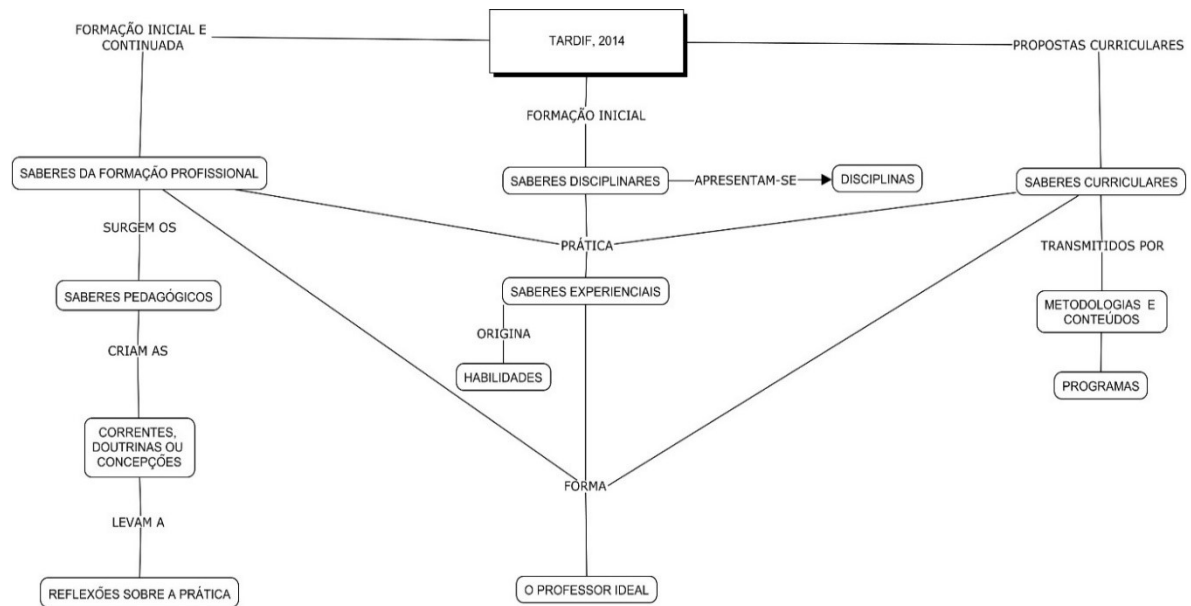 FORMAÇÃO INICIAL E
CONTINUADA
TARDIF, 2014
PROPOSTAS CURRICULARES
FORMAÇÃO INICIAL
SABERES DA FORMAÇÃO PROFISSIONAL
SABERES DISCIPLINARES
APRESENTAM-SE
DISCIPLINAS
SABERES CURRICULARES
SURGEM OS
PRÁTICA
TRANSMITIDOS POR
SABERES PEDAGÓGICOS
SABERES EXPERIENCIAIS
METODOLOGIAS E
CONTEÚDOS
ORIGINA
CRIAM AS
HABILIDADES
PROGRAMAS
CORRENTES,
DOUTRINAS OU
CONCEPÇÕES
FORMA
LEVAM A
REFLEXÕES SOBRE A PRÁTICA
O PROFESSOR IDEAL